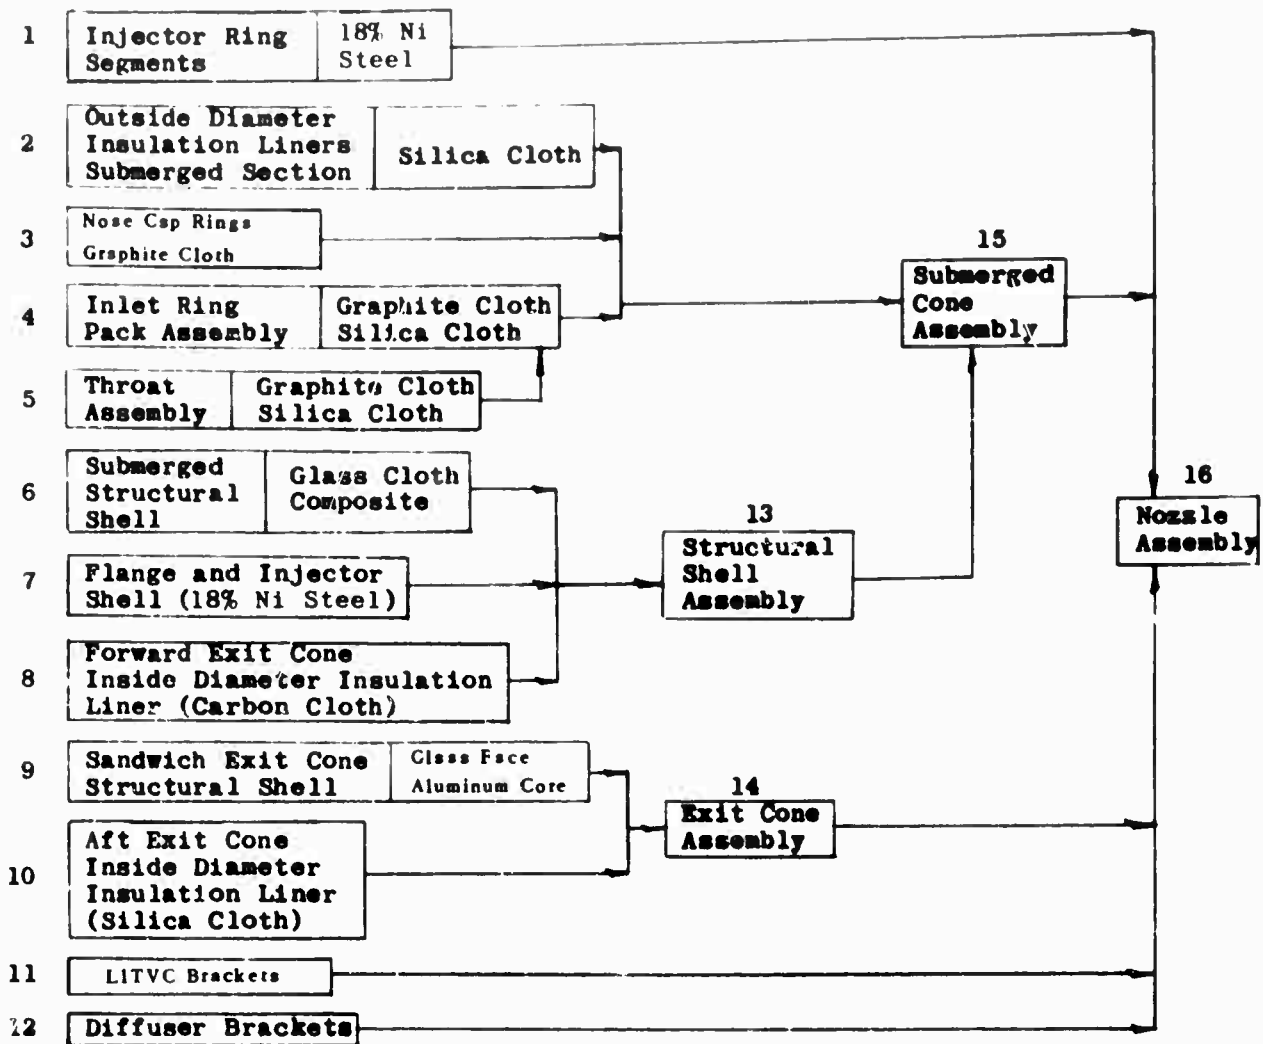 1
Injector Ring
Segments
18% Ni
Steel
2
Outside Diameter
Insulation Liners
Submerged Section
Silica Cloth
3
Nose Csp Rings
Graphite Cloth
4
Inlet Ring
Pack Assembly
Graphite Cloth
Silica Cloth
5
Throat
Assembly
Graphite Cloth
Silica Cloth
6
Submerged
Structural
Shell
Glass Cloth
Composite
7
Flange and Injector
Shell (18% Ni Steel)
8
Forward Exit Cone
Inside Diameter Insulation
Liner (Carbon Cloth)
9
Sandwich Exit Cone
Structural Shell
Glass Face
Aluminum Core
10
Aft Exit Cone
Inside Diameter
Insulation Liner
(Silica Cloth)
11
LITVC Brackets
12
Diffuser Brackets
13
Structural
Shell
Assembly
14
Exit Cone
Assembly
15
Submerged
Cone
Assembly
16
Nozzle
Assembly